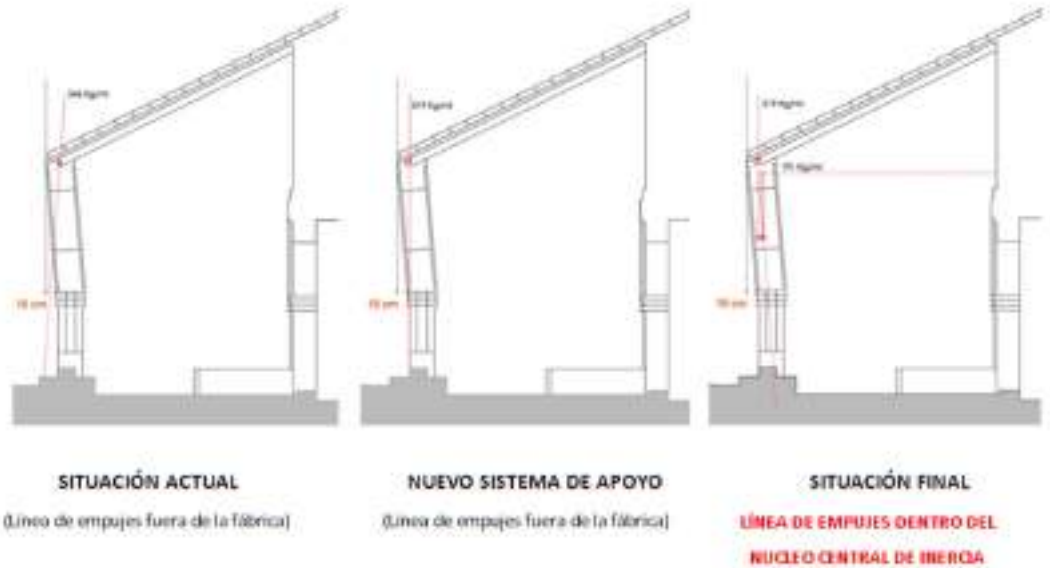 SITUACIÓN ACTUAL
(Línea de empujes fuera de la fábrica)
NUEVO SISTEMA DE APOYO
(Línea de empujes fuera de la fábrica)
SITUACIÓN FINAL
LÍNEA DE EMPUJES DENTRO DEL
NUCLEO CENTRAL DE INERCIA